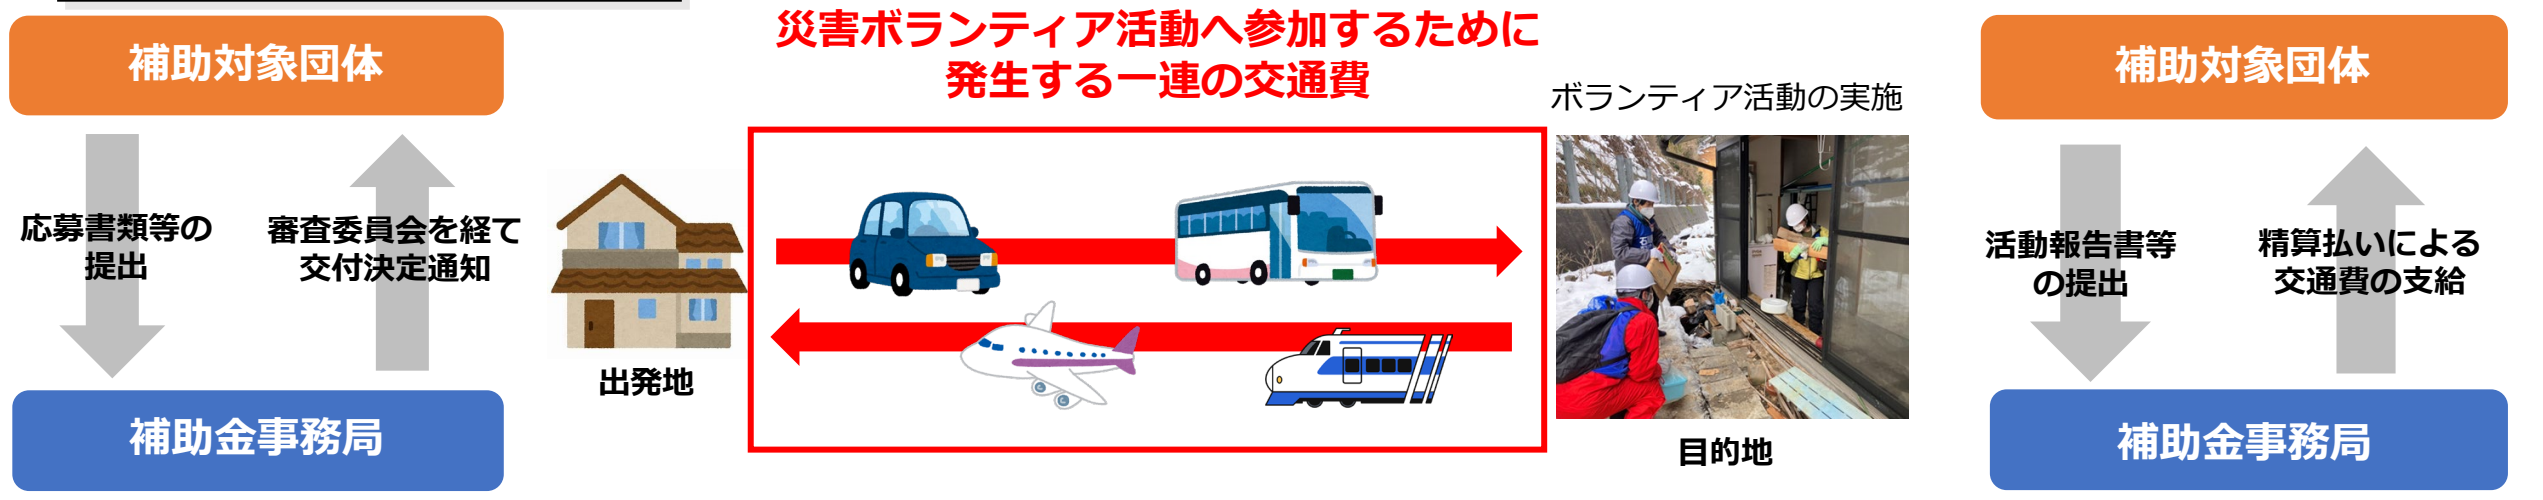 補助対象団体
応募書類等の
提出
審査委員会を経て
交付決定通知
補助金事務局
災害ボランティア活動へ参加するために
発生する一連の交通費
出発地
ボランティア活動の実施
目的地
補助対象団体
活動報告書等
の提出
精算払いによる
交通費の支給
補助金事務局